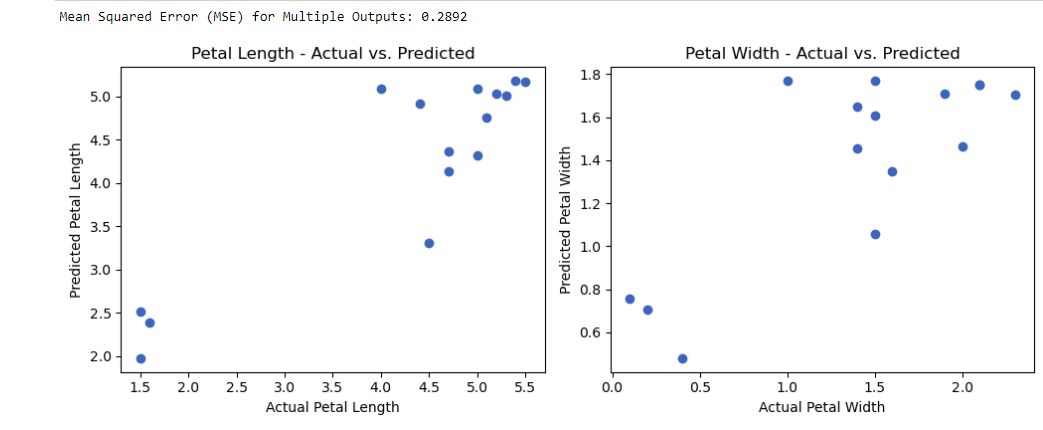 Mean Squared Error (MSE) for Multiple Outputs: 0.2892
Petal Length - Actual vs. Predicted
5.0
4.5
4.0
3.5
3.0
2.5
2.0
Predicted Petal Length
1.5 2.0 2.5 3.0 3.5 4.0 4.5 5.0 5.5
Actual Petal Length
Petal Width - Actual vs. Predicted
1.8
1.6
1.4
1.2
1.0
0.8
0.6
Predicted Petal Width
0.0 0.5 1.0 1.5 2.0
Actual Petal Width